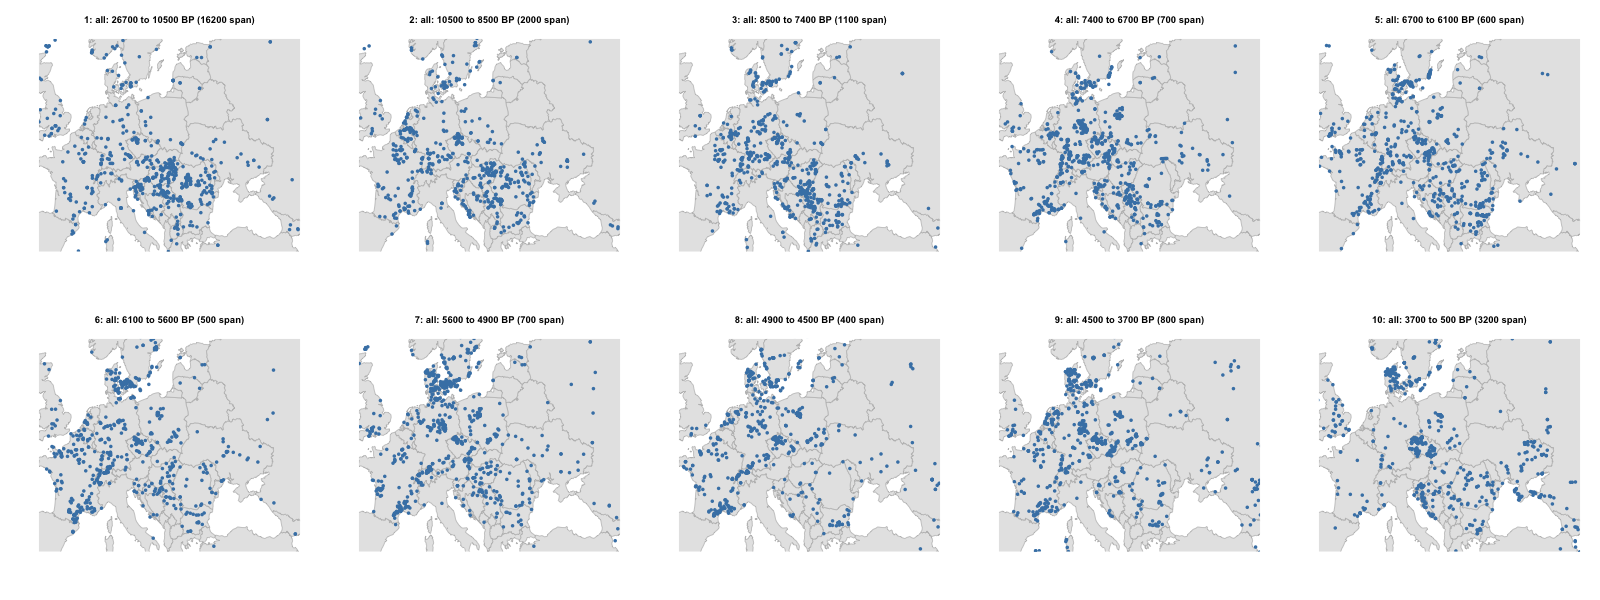 1: all: 26700 to 10500 BP (16200 span)
2: all: 10500 to 8500 BP (2000 span)
3: all: 8500 to 7400 BP (1100 span)
4: all: 7400 to 6700 BP (700 span)
5: all: 6700 to 6100 BP (600 span)
6: all: 6100 to 5600 BP (500 span)
7: all: 5600 to 4900 BP (700 span)
8: all: 4900 to 4500 BP (400 span)
9: all: 4500 to 3700 BP (800 span)
10: all: 3700 to 500 BP (3200 span)